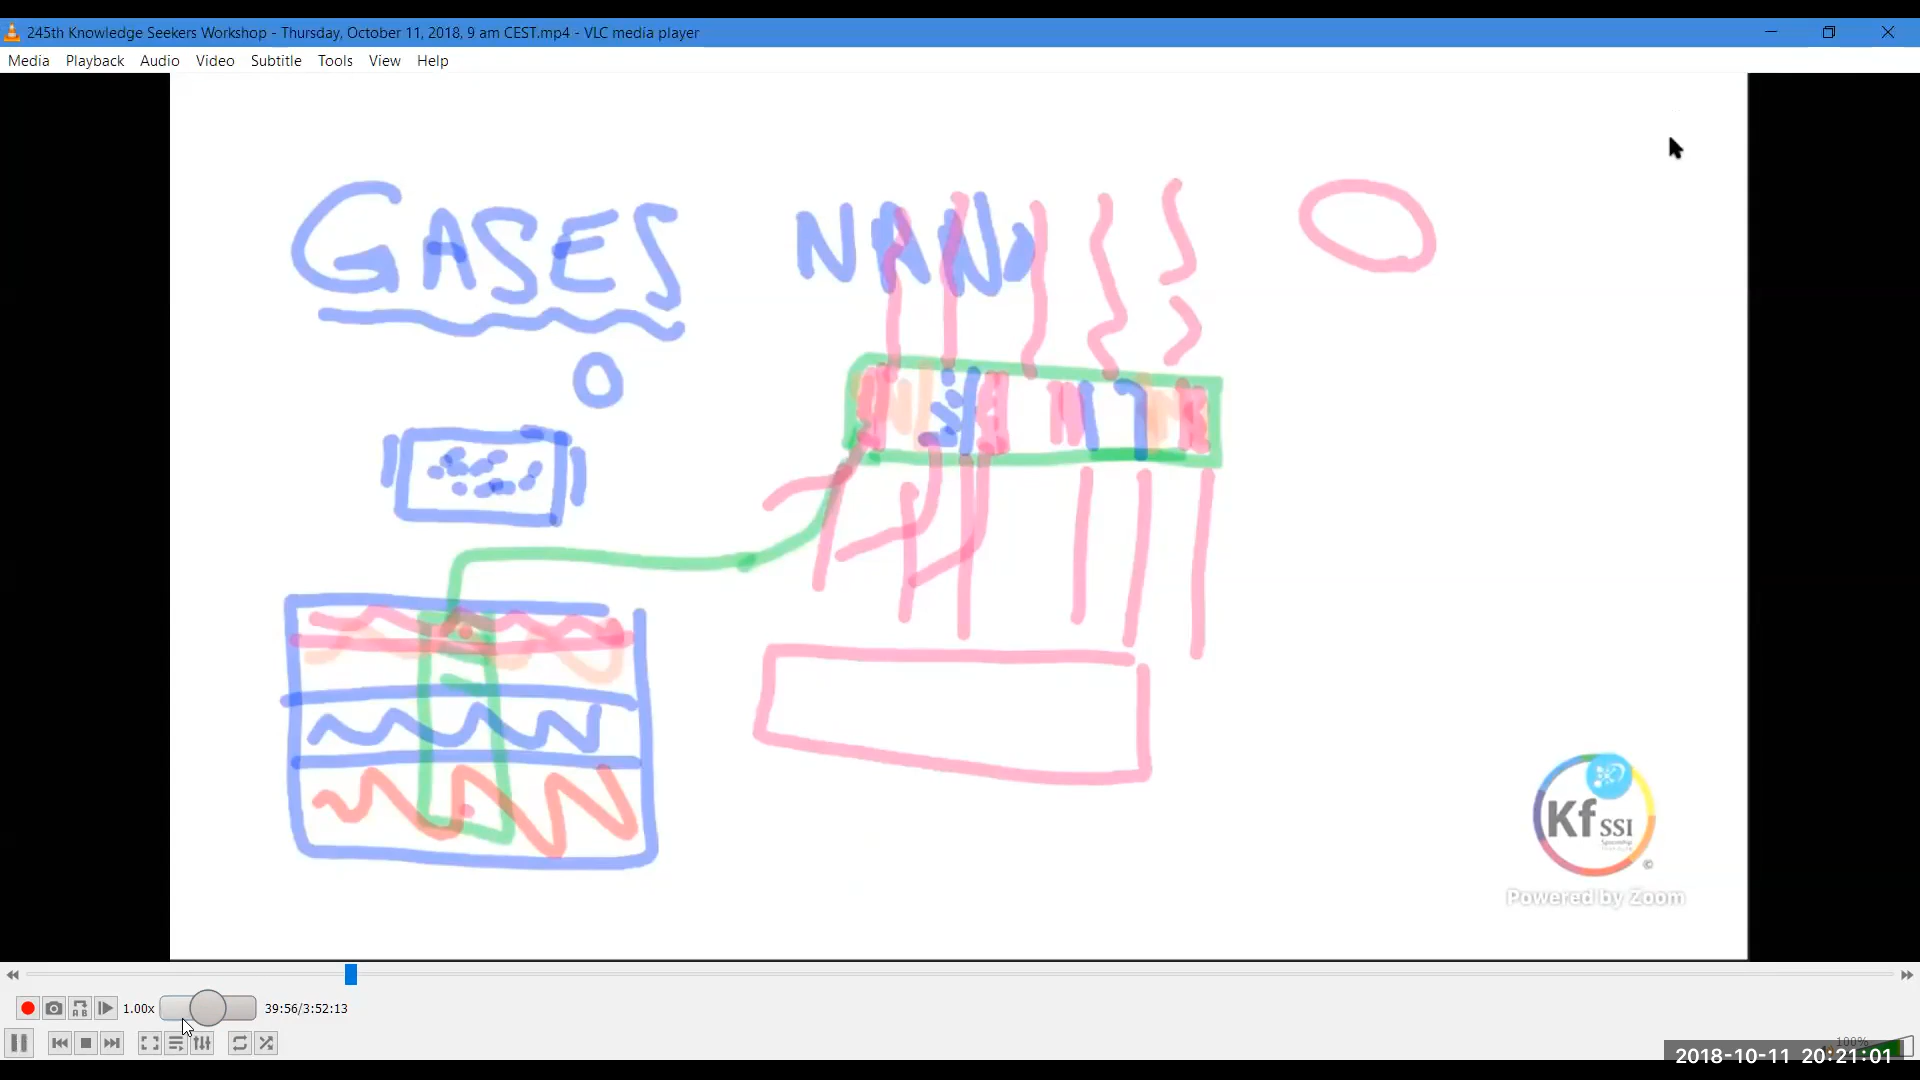 245th Knowledge Seekers Workshop - Thursday, October 11, 2018, 9 am CEST.mp4 - VLC media player
Media Playback Audio Video Subtitle Tools View Help
GASES NANO
Kf SSI
©
Powered by Zoom
1.00x 39:56/3:52:13
100%
2018-10-11 20:21:01